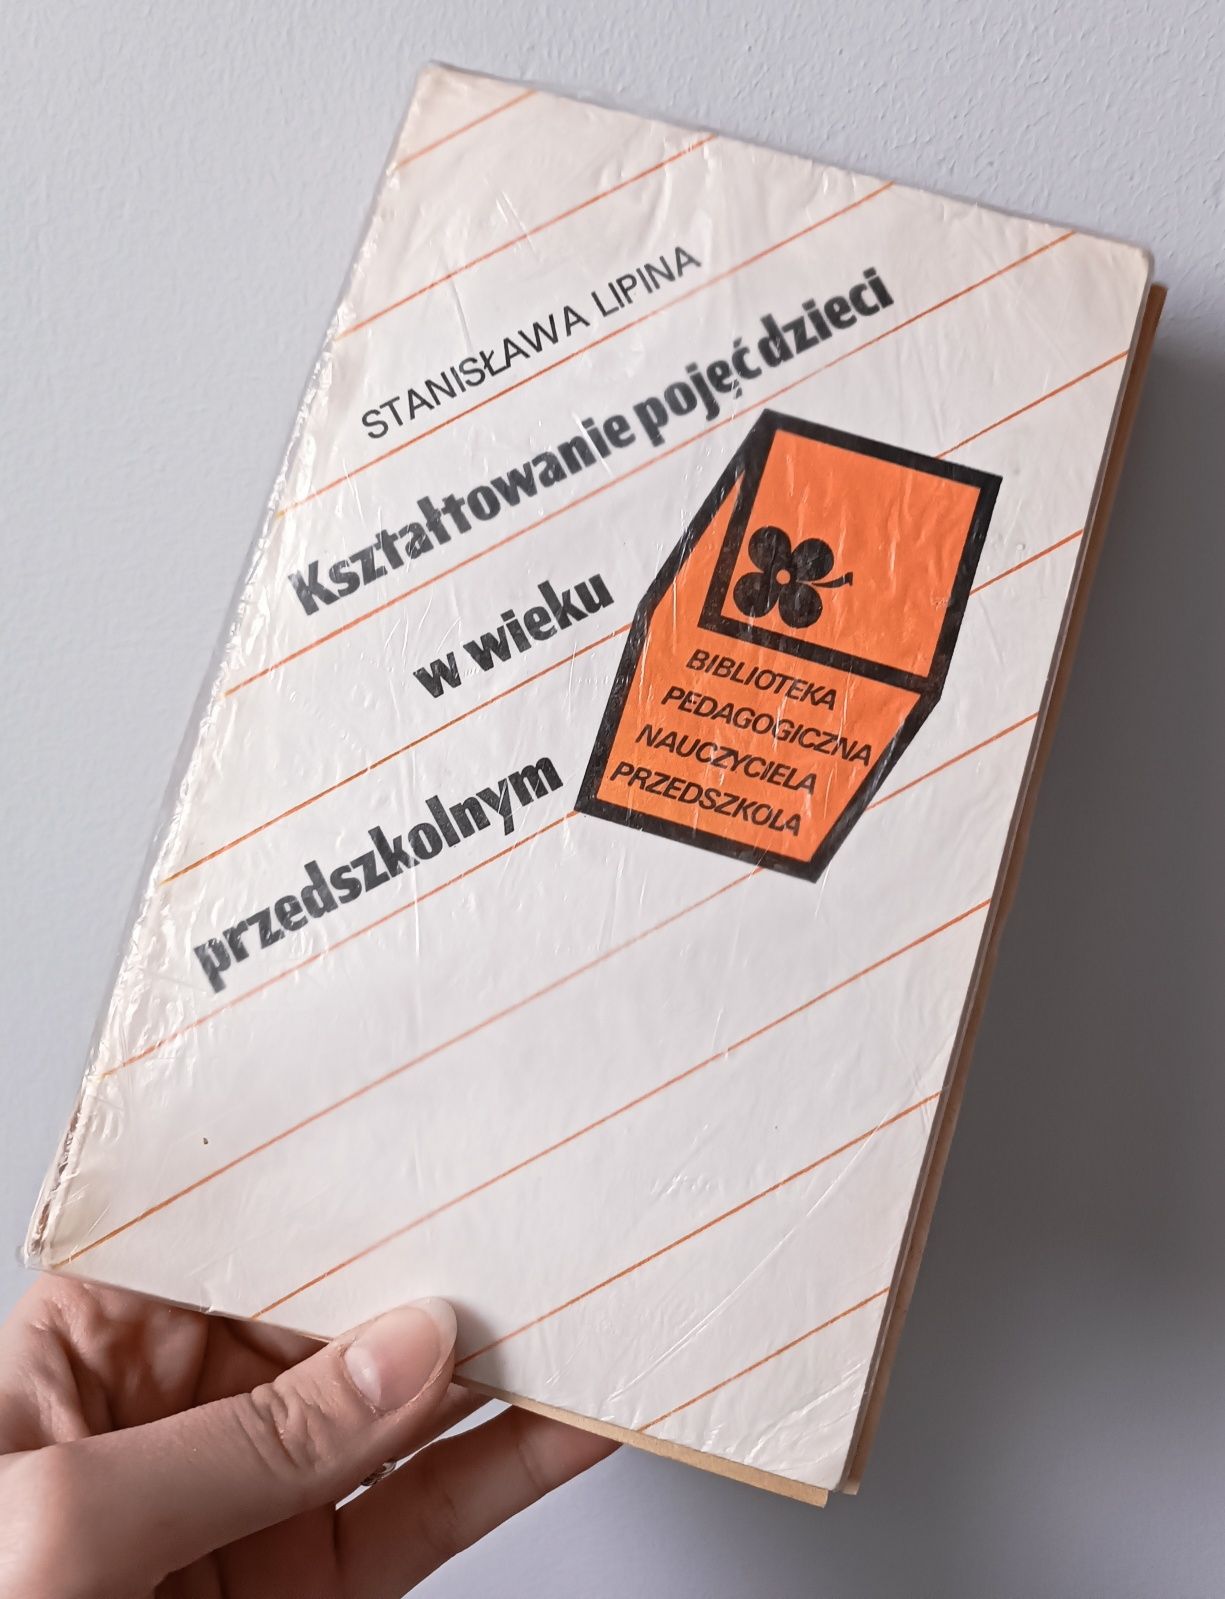 STANISŁAWA LIPINA
Kształtowanie pojęć dzieci
w wieku
przedszkolnym
BIBLIOTEKA
PEDAGOGICZNA
NAUCZYCIELA
PRZEDSZKOLA